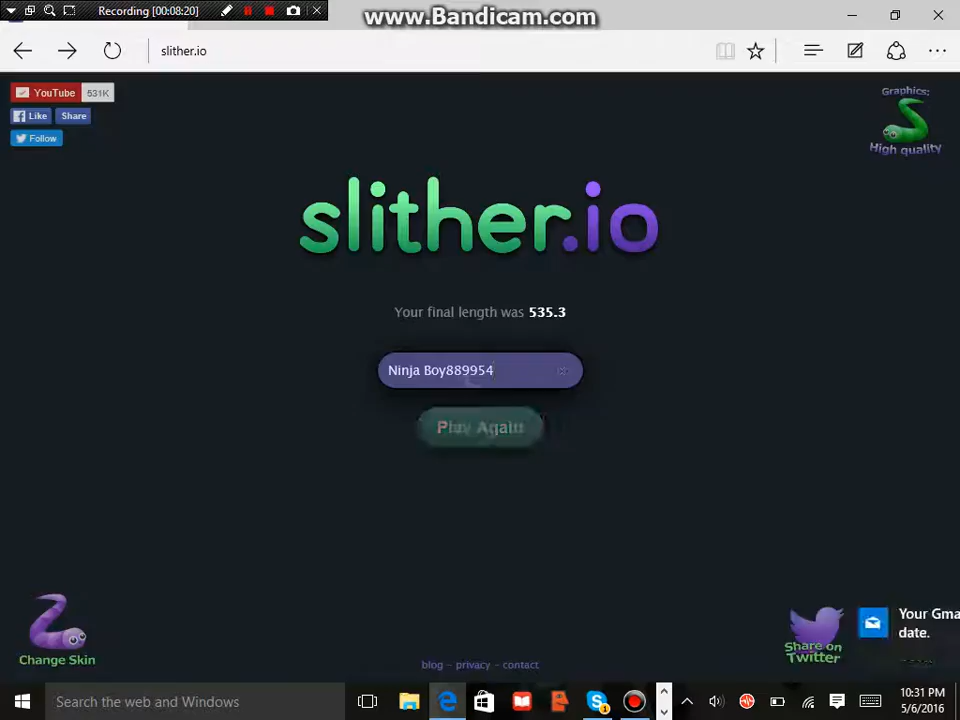 Recording [00:08:20]
www.Bandicam.com
slither.io
YouTube 531K
Like Share
Follow
Graphics:
High quality
slither.io
Your final length was 535.3
Ninja Boy889954
Play Again
Change Skin
Share on
Twitter
Your Gma
date.
blog - privacy - contact
Search the web and Windows
1
10:31 PM
5/6/2016